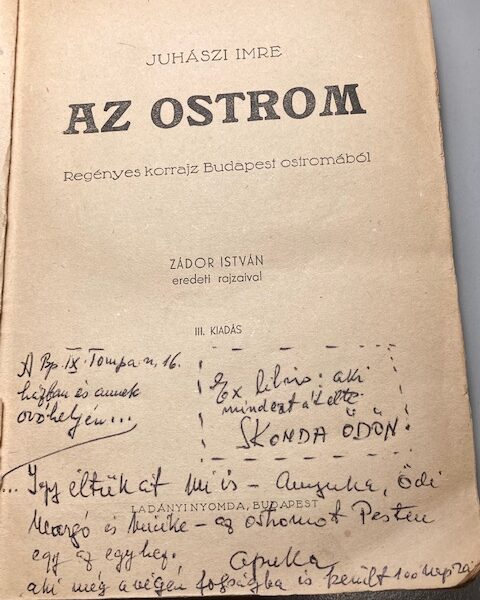 JUHÁSZI IMRE
AZ OSTROM
Regényes korrajz Budapest ostromából
ZÁDOR ISTVÁN
eredeti rajzaival
III. KIADÁS
A Bp. IX. Tompa u. 16.
házban és annak
óvóhelyén...
Ex libris: aki
mindezt átélte
SKONDA ÖDÖN.
... Így éltük át mi is - Anyuka, Ödi
LADÁNYI NYOMDA, BUDAPEST
Margó és - az ostromot Pesten
egy az egyben. Apuka
aki még a végén fogságba is került 100 napra